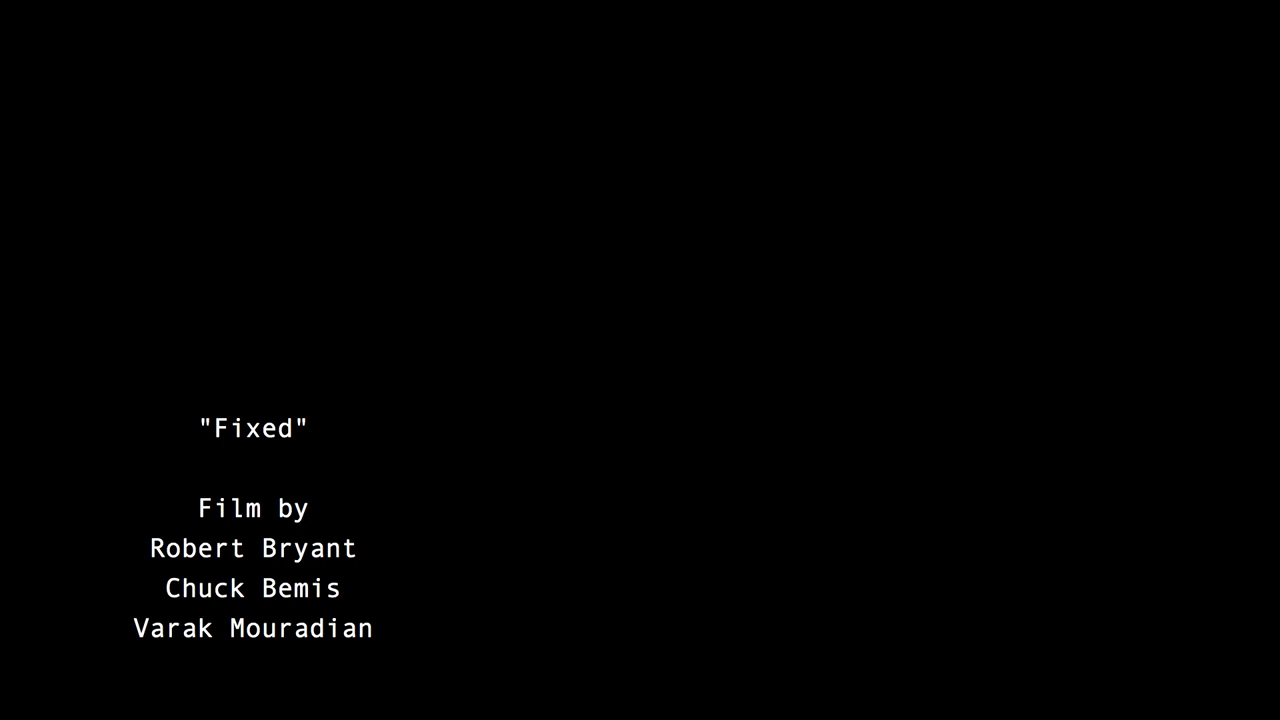 "Fixed"
Film by
Robert Bryant
Chuck Bemis
Varak Mouradian